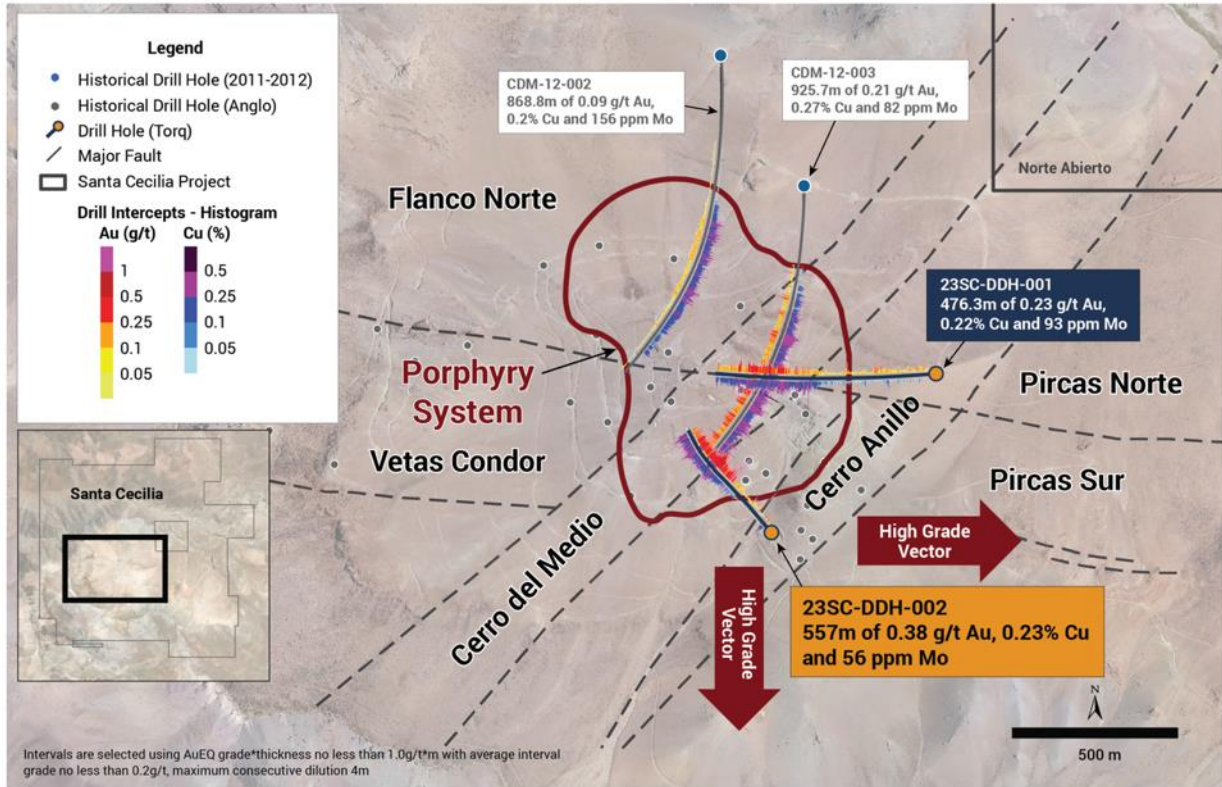 Legend
Historical Drill Hole (2011-2012)
Historical Drill Hole (Anglo)
Drill Hole (Torq)
Major Fault
Santa Cecilia Project
Drill Intercepts - Histogram
Au (g/t) Cu (%)
1
0.5
0.25
0.1
0.05
0.5
0.25
0.1
0.05
Santa Cecilia
CDM-12-002
868.8m of 0.09 g/t Au,
0.2% Cu and 156 ppm Mo
CDM-12-003
925.7m of 0.21 g/t Au,
0.27% Cu and 82 ppm Mo
Norte Abierto
Flanco Norte
23SC-DDH-001
476.3m of 0.23 g/t Au,
0.22% Cu and 93 ppm Mo
Porphyry
System
Pircas Norte
Vetas Condor
Cerro Anillo
Pircas Sur
Cerro del Medio
High Grade
Vector
High Grade
Vector
23SC-DDH-002
557m of 0.38 g/t Au, 0.23% Cu
and 56 ppm Mo
N
500 m
Intervals are selected using AuEQ grade*thickness no less than 1.0g/t*m with average interval
grade no less than 0.2g/t, maximum consecutive dilution 4m